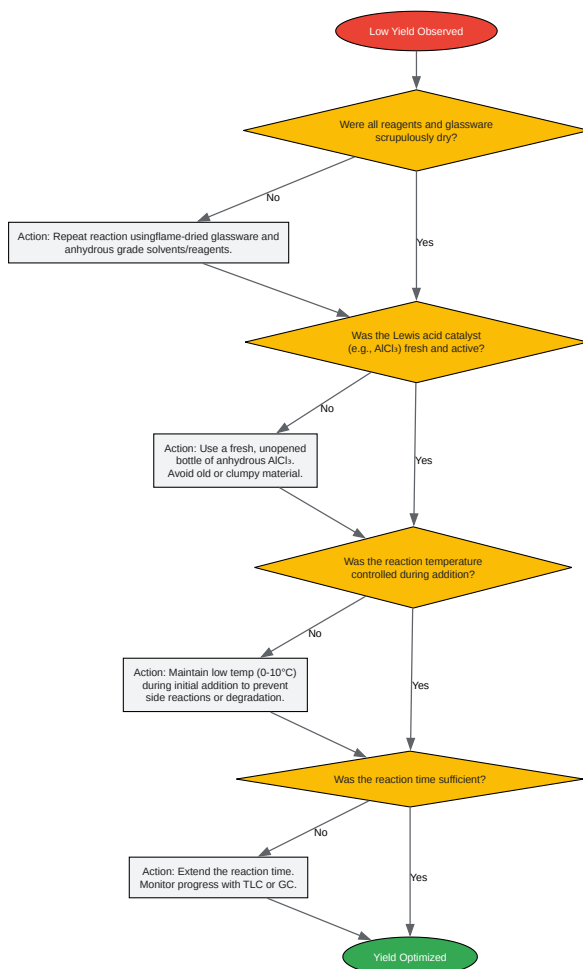 Low Yield Observed
Were all reagents and glassware
scrupulously dry?
No
Action: Repeat reaction usingflame-dried glassware and
anhydrous grade solvents/reagents.
Yes
Was the Lewis acid catalyst
(e.g., AlCl₃) fresh and active?
No
Action: Use a fresh, unopened
bottle of anhydrous AlCl₃.
Avoid old or clumpy material.
Yes
Was the reaction temperature
controlled during addition?
No
Action: Maintain low temp (0-10°C)
during initial addition to prevent
side reactions or degradation.
Yes
Was the reaction time sufficient?
No
Action: Extend the reaction time.
Monitor progress with TLC or GC.
Yes
Yield Optimized